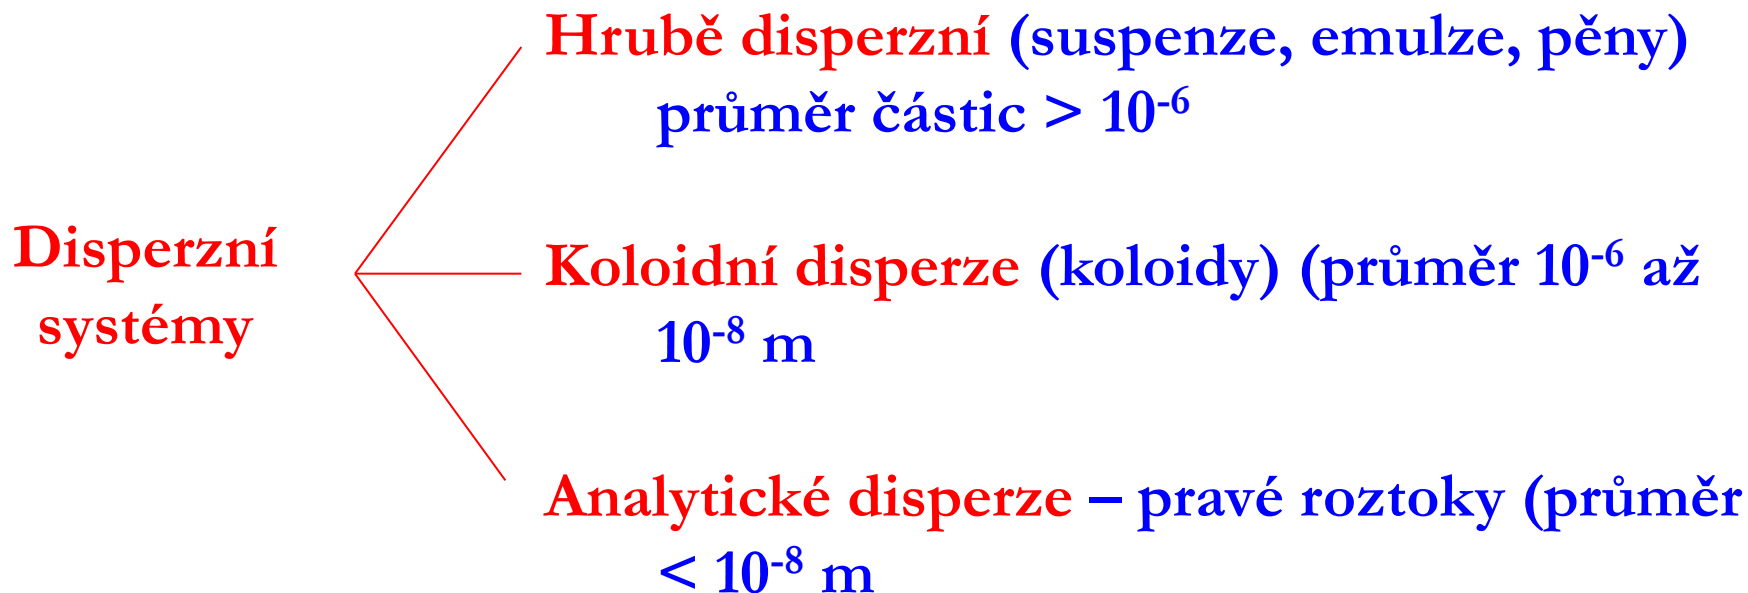 Hrubě disperzní (suspenze, emulze, pěny)
průměr částic > 10⁻⁶
Disperzní
systémy
Koloidní disperze (koloidy) (průměr 10⁻⁶ až
10⁻⁸ m
Analytické disperze – pravé roztoky (průměr
< 10⁻⁸ m